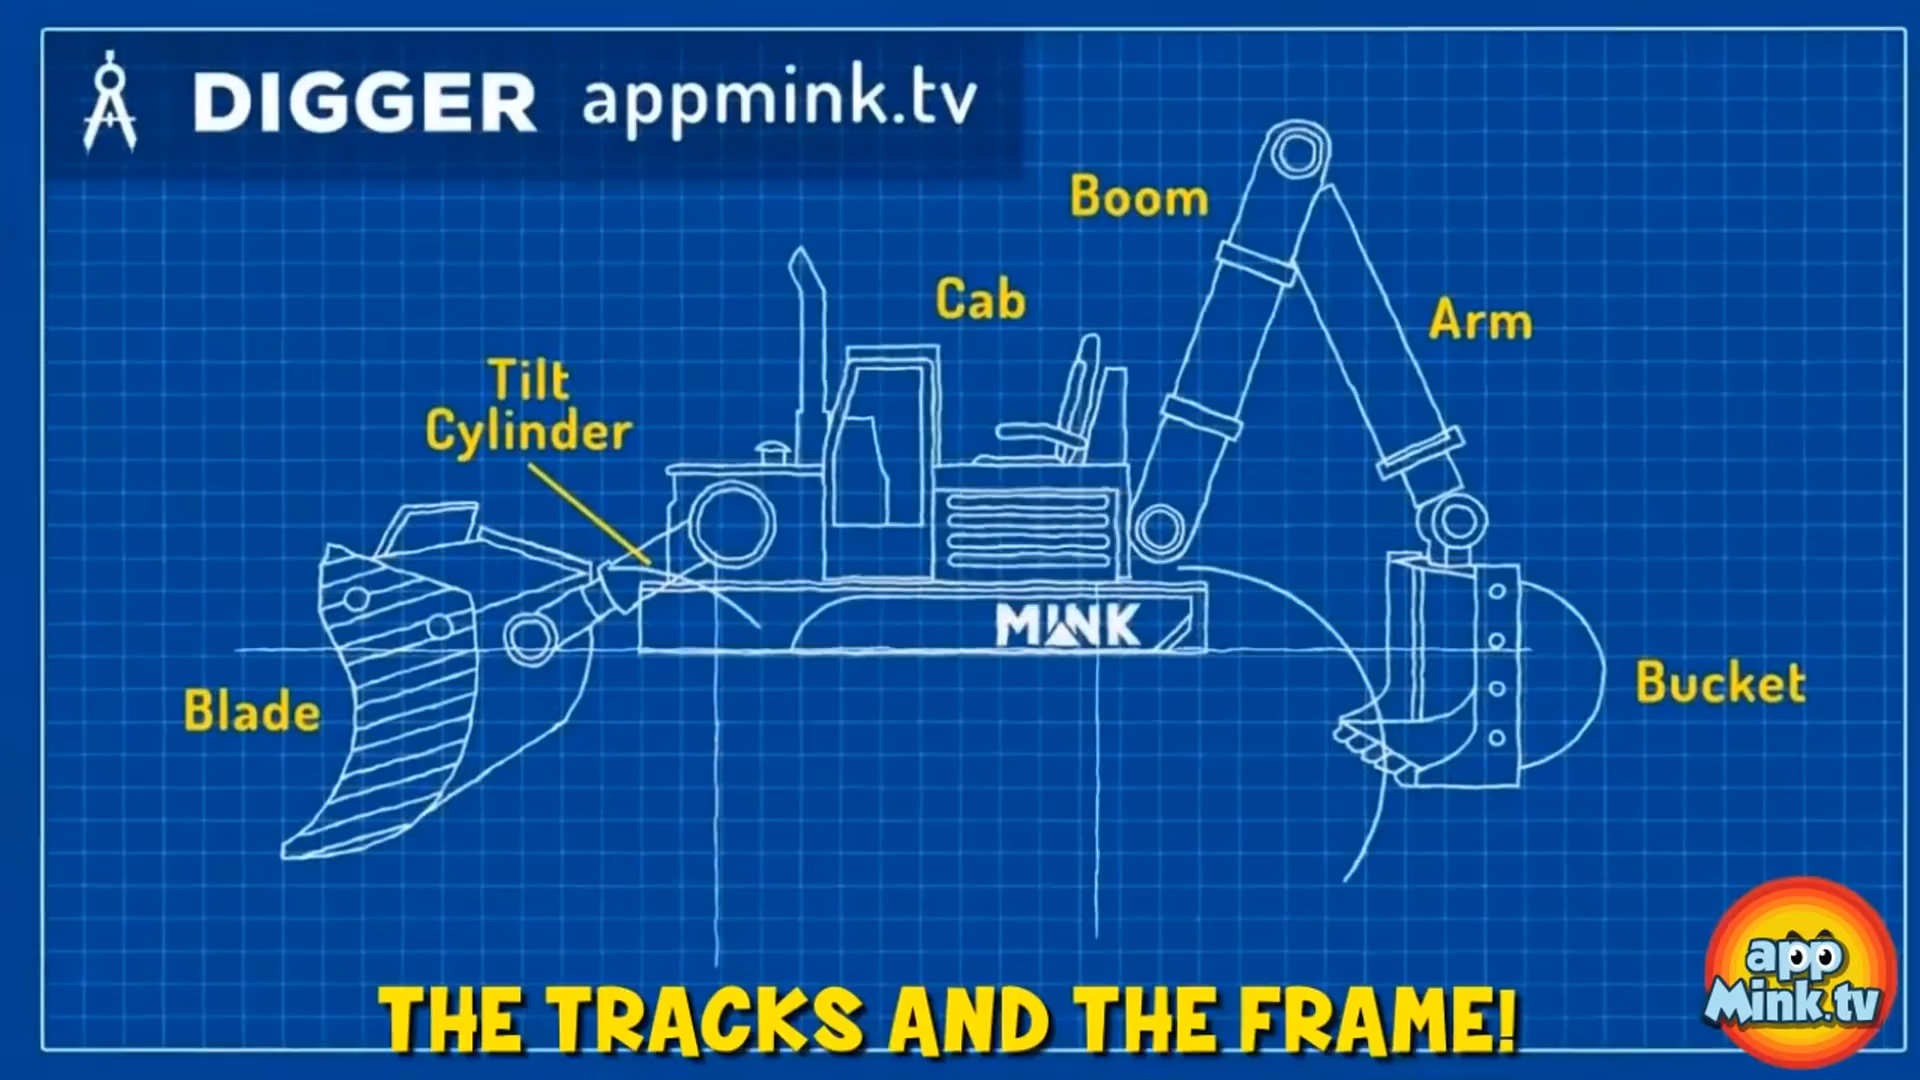 DIGGER appmink.tv
Boom
Cab
Arm
Tilt
Cylinder
Blade
MINK
Bucket
THE TRACKS AND THE FRAME!
app
Mink.tv